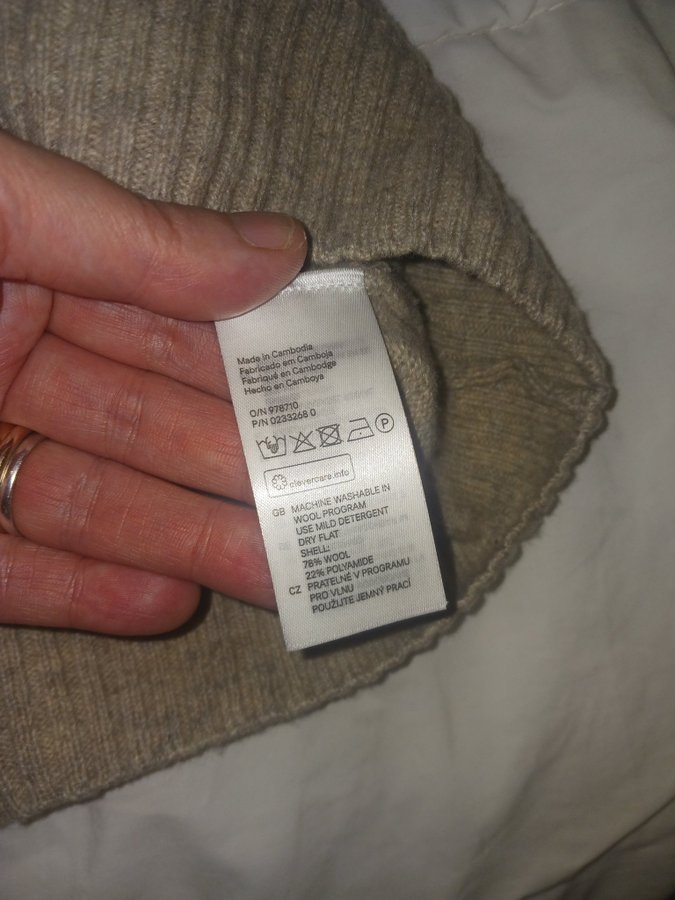 Made in Cambodia
Fabricado em Camboja
Fabriqué en Cambodge
Hecho en Camboya
O/N 978710
P/N 0233268 0
P
clevercare.info
GB MACHINE WASHABLE IN
WOOL PROGRAM
USE MILD DETERGENT
DRY FLAT
SHELL:
78% WOOL
22% POLYAMIDE
CZ PRATELNÉ V PROGRAMU
PRO VLNU
POUŽIJTE JEMNÝ PRACÍ